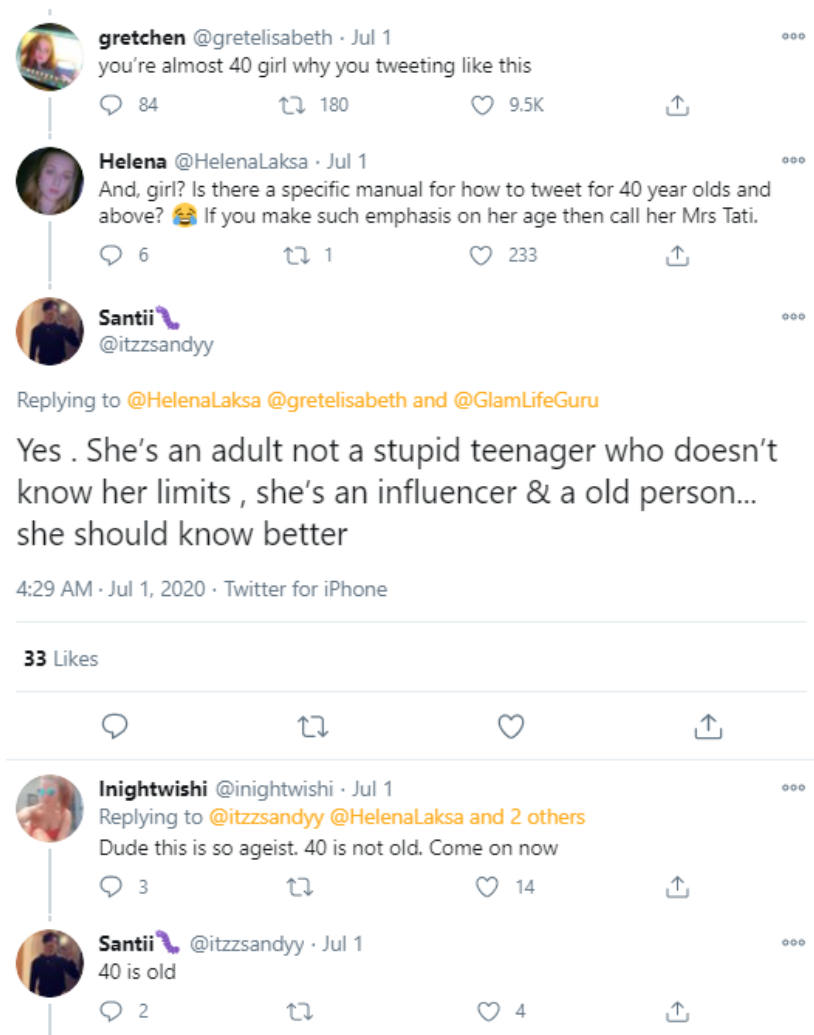 gretchen @gretelisabeth · Jul 1
you're almost 40 girl why you tweeting like this
84 180 9.5K
Helena @HelenaLaksa · Jul 1
And, girl? Is there a specific manual for how to tweet for 40 year olds and
above? 😂 If you make such emphasis on her age then call her Mrs Tati.
6 1 233
Santii🐛
@itzzsandyy
Replying to @HelenaLaksa @gretelisabeth and @GlamLifeGuru
Yes . She's an adult not a stupid teenager who doesn't
know her limits , she's an influencer & a old person...
she should know better
4:29 AM · Jul 1, 2020 · Twitter for iPhone
33 Likes
Inightwishi @inightwishi · Jul 1
Replying to @itzzsandyy @HelenaLaksa and 2 others
Dude this is so ageist. 40 is not old. Come on now
3 14
Santii🐛 @itzzsandyy · Jul 1
40 is old
2 4